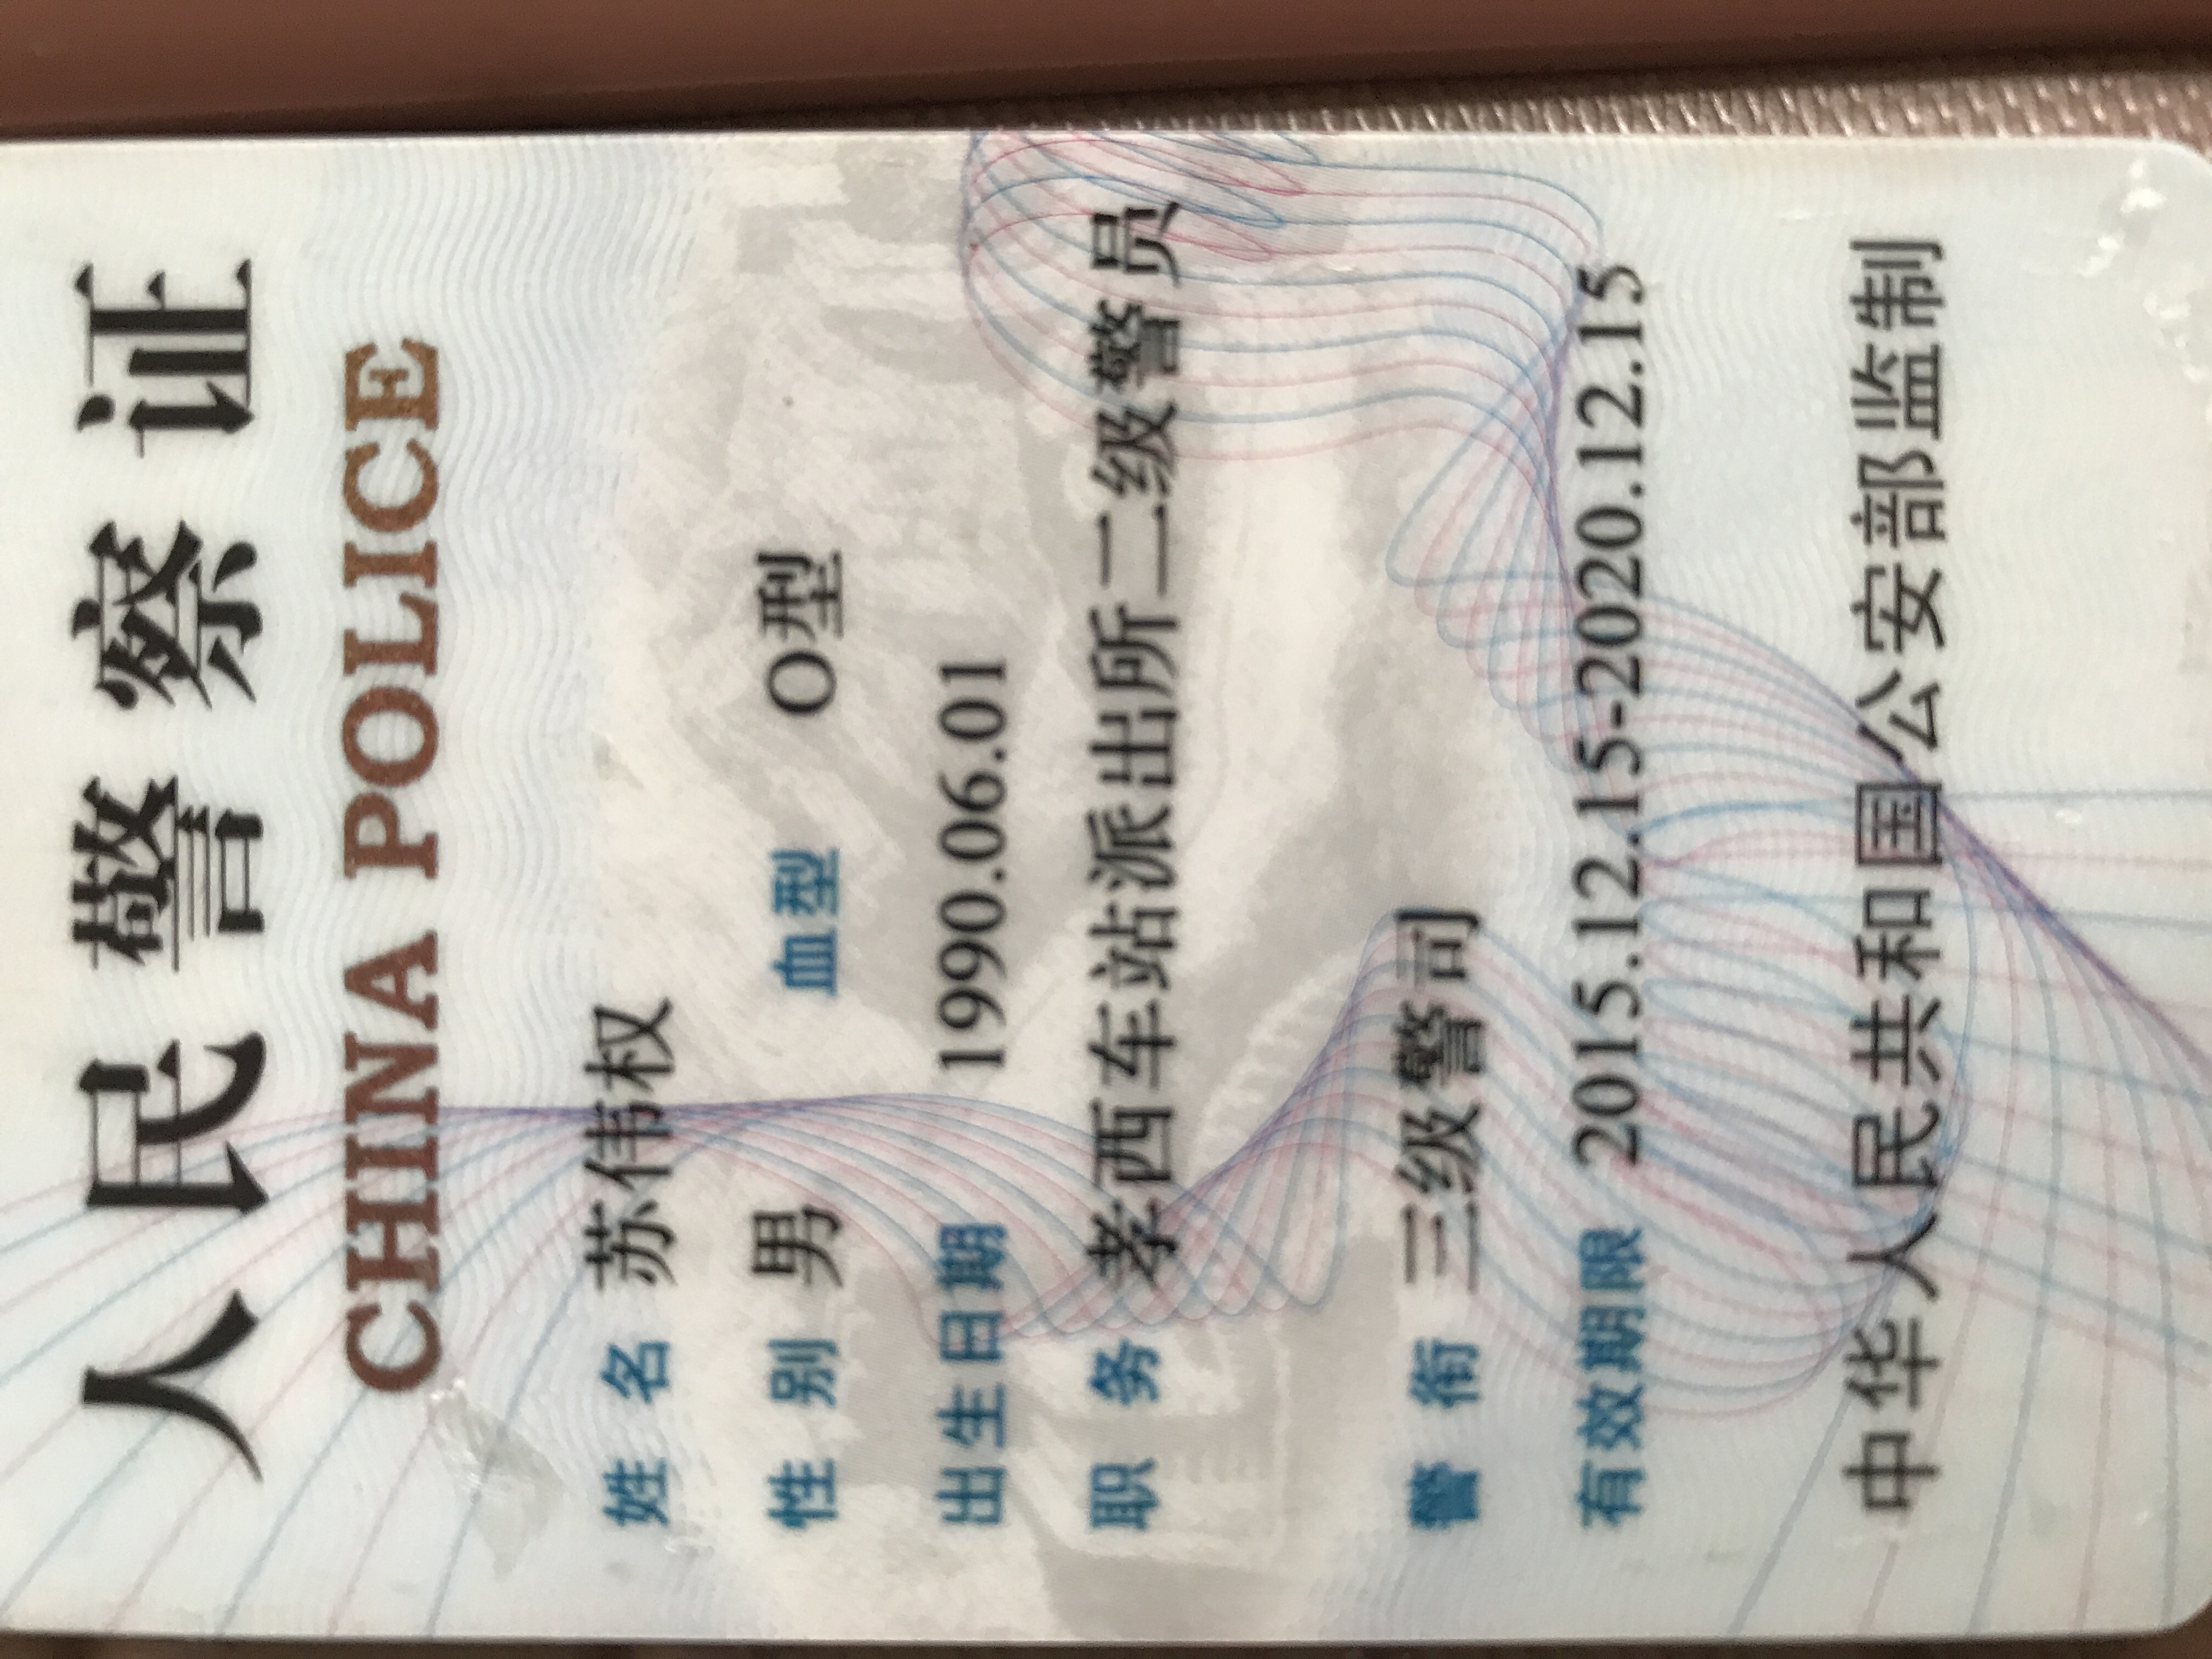 人民警察证
CHINA POLICE
姓名 苏伟权
性别 男 血型 O型
出生日期 1990.06.01
职务 孝西车站派出所二级警员
警衔 三级警司
有效期限 2015.12.15-2020.12.15
中华人民共和国公安部监制